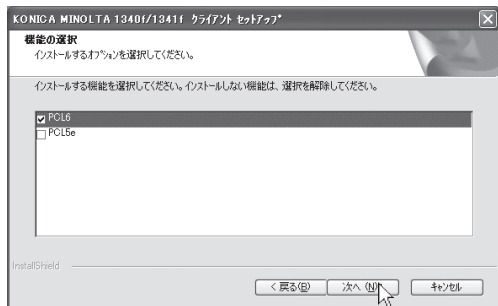 KONICA MINOLTA 1340f/1341f クライアント セットアップ
機能の選択
インストールするオプションを選択してください。
インストールする機能を選択してください。インストールしない機能は、選択を解除してください。
PCL6
PCL5e
InstallShield
< 戻る(B)
次へ (N)
キャンセル